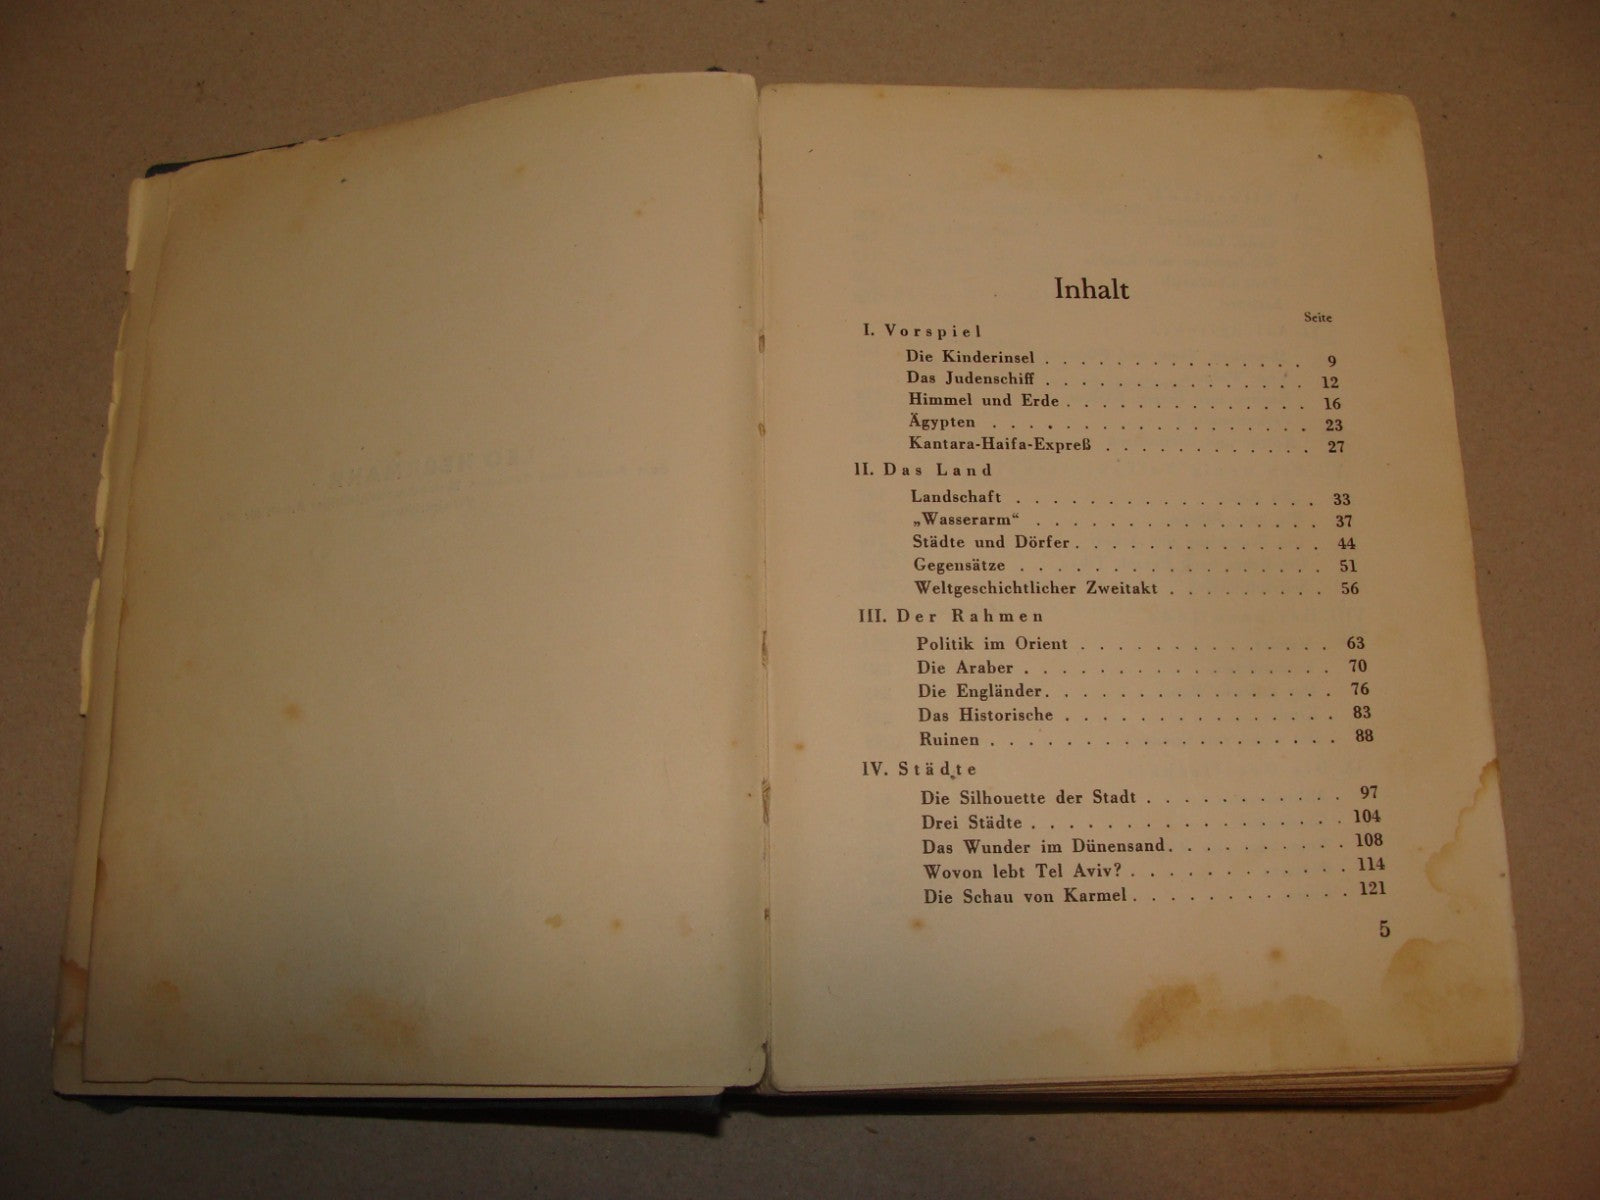 Inhalt
Seite
I. Vorspiel
Die Kinderinsel . . . . . . . . . . . . . . . 9
Das Judenschiff . . . . . . . . . . . . . . . 12
Himmel und Erde . . . . . . . . . . . . . . 16
Ägypten . . . . . . . . . . . . . . . . . . 23
Kantara-Haifa-Expreß . . . . . . . . . . . . 27
II. Das Land
Landschaft . . . . . . . . . . . . . . . . . 33
„Wasserarm“ . . . . . . . . . . . . . . . . 37
Städte und Dörfer . . . . . . . . . . . . . . 44
Gegensätze . . . . . . . . . . . . . . . . . 51
Weltgeschichtlicher Zweitakt . . . . . . . . . 56
III. Der Rahmen
Politik im Orient . . . . . . . . . . . . . . 63
Die Araber . . . . . . . . . . . . . . . . . 70
Die Engländer . . . . . . . . . . . . . . . . 76
Das Historische . . . . . . . . . . . . . . . 83
Ruinen . . . . . . . . . . . . . . . . . . . 88
IV. Städte
Die Silhouette der Stadt . . . . . . . . . . . 97
Drei Städte . . . . . . . . . . . . . . . . . 104
Das Wunder im Dünensand . . . . . . . . . . 108
Wovon lebt Tel Aviv? . . . . . . . . . . . . 114
Die Schau von Karmel . . . . . . . . . . . . 121
5